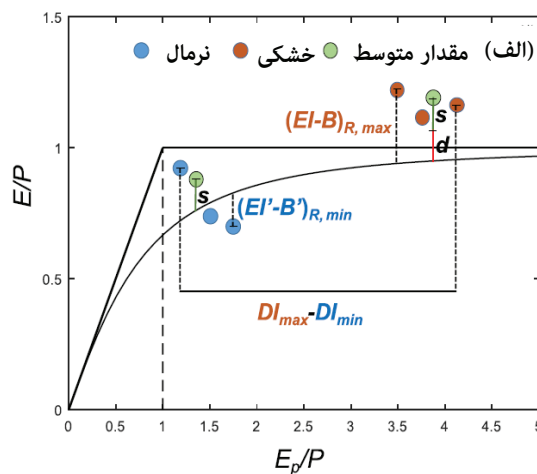 (الف) مقدار متوسط خشکی نرمال
1.5
(EI-B)R, max
s
d
1
E/P
s
(EI'-B')R, min
0.5
DImax-DImin
0
0 0.5 1 1.5 2 2.5 3 3.5 4 4.5 5
Ep/P